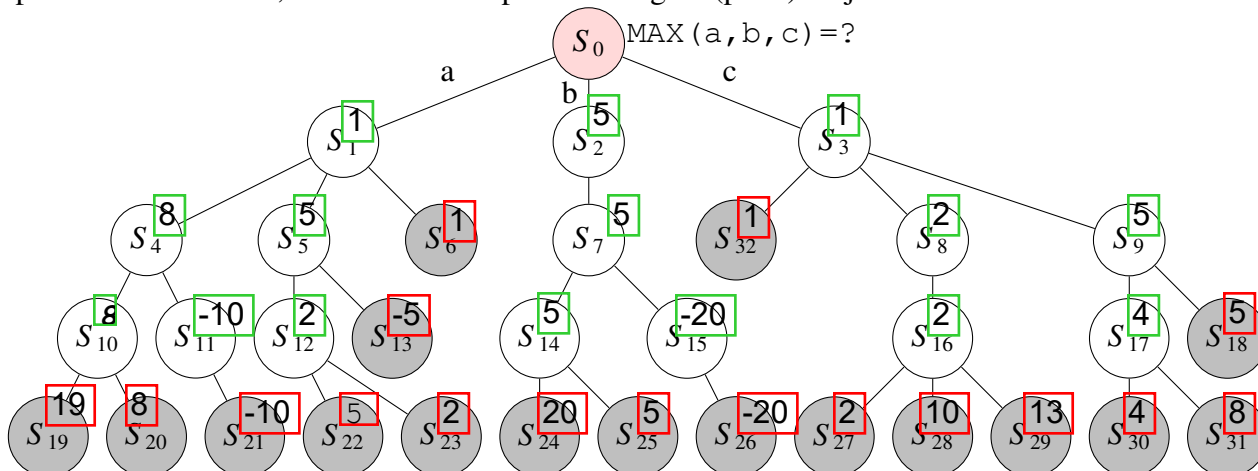 MAX(a,b,c)=?
S0
a
b
c
1
5
1
S1
S2
S3
8
5
1
5
1
2
5
S4
S5
S6
S7
S32
S8
S9
8
-10
2
-5
5
-20
2
4
5
S10
S11
S12
S13
S14
S15
S16
S17
S18
19
8
-10
5
2
20
5
-20
2
10
13
4
8
S19
S20
S21
S22
S23
S24
S25
S26
S27
S28
S29
S30
S31